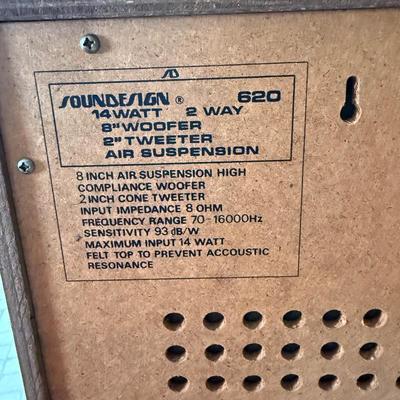 SD
SOUNDESIGN ® 620
14 WATT 2 WAY
8" WOOFER
2" TWEETER
AIR SUSPENSION
8 INCH AIR SUSPENSION HIGH
COMPLIANCE WOOFER
2 INCH CONE TWEETER
INPUT IMPEDANCE 8 OHM
FREQUENCY RANGE 70-16000Hz
SENSITIVITY 93 dB/W
MAXIMUM INPUT 14 WATT
FELT TOP TO PREVENT ACCOUSTIC
RESONANCE